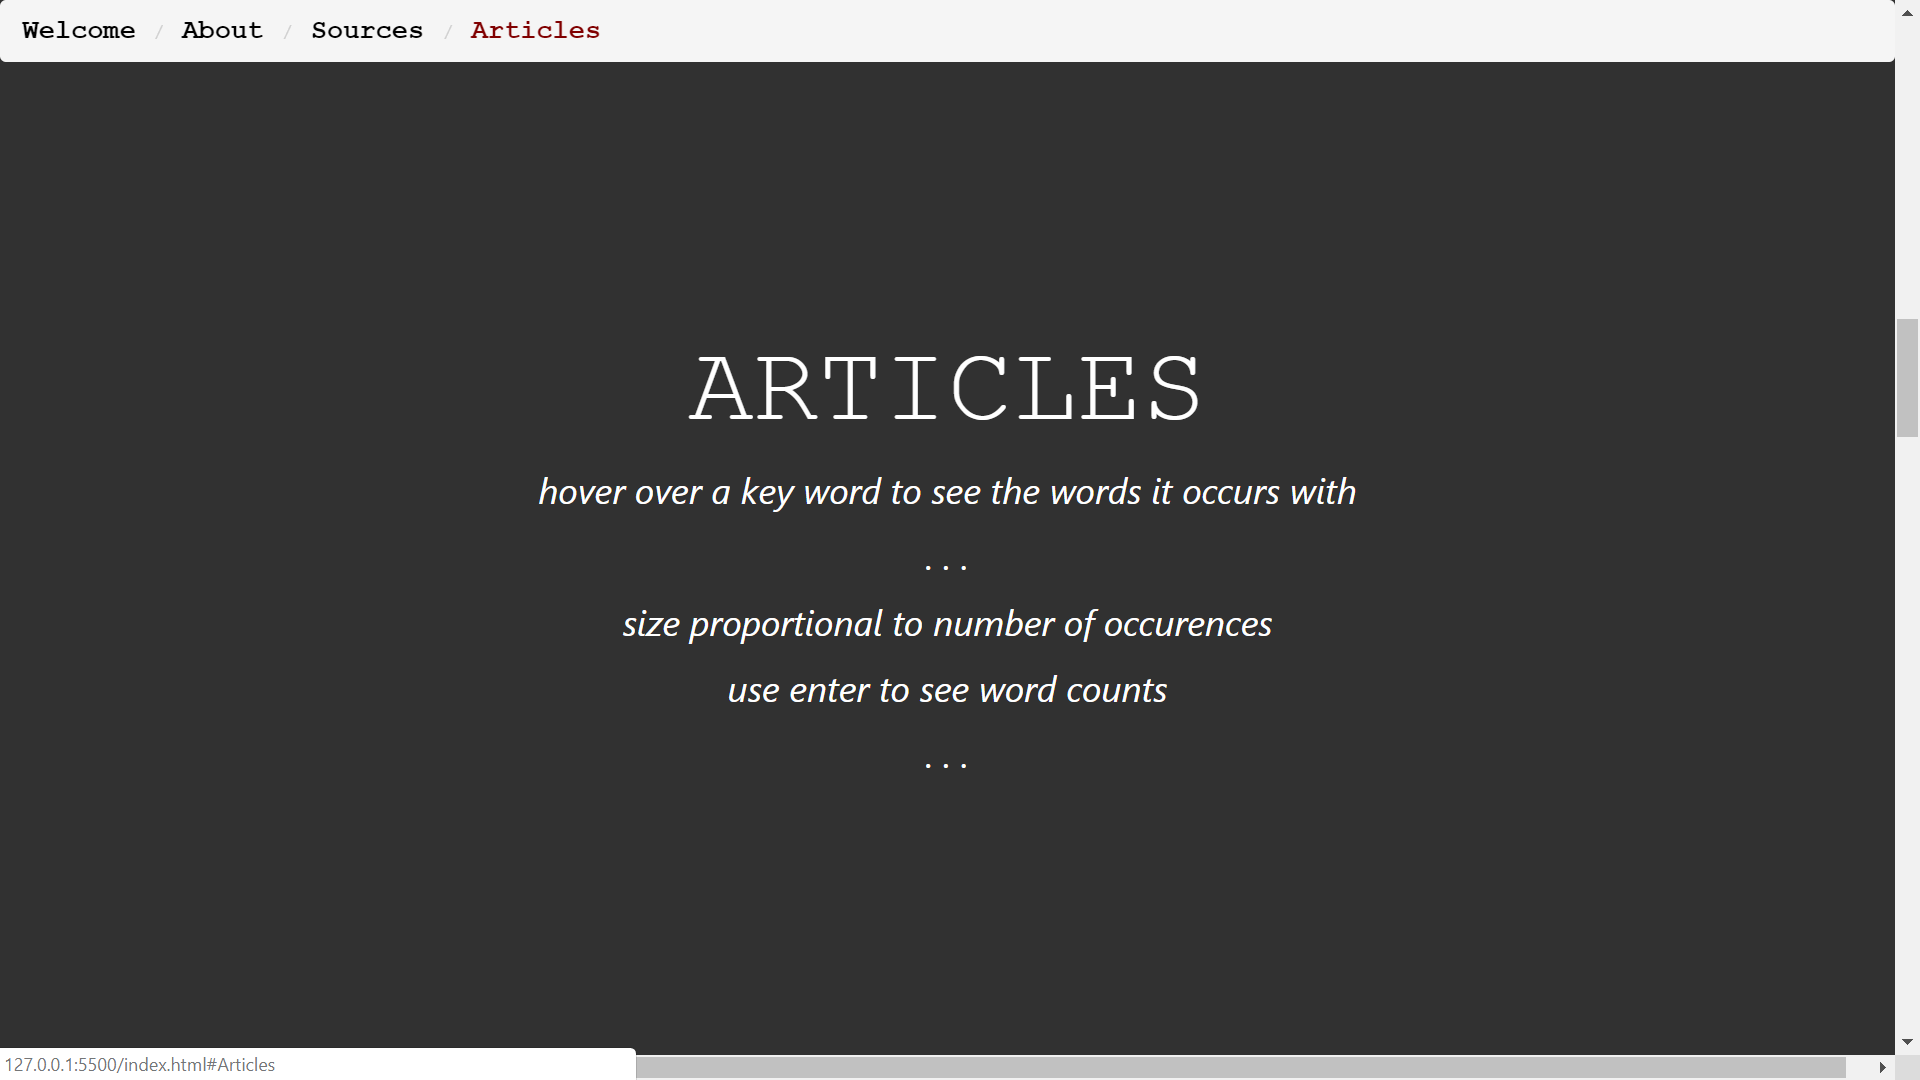 Welcome / About / Sources / Articles
ARTICLES
hover over a key word to see the words it occurs with
. . .
size proportional to number of occurences
use enter to see word counts
. . .
127.0.0.1:5500/index.html#Articles